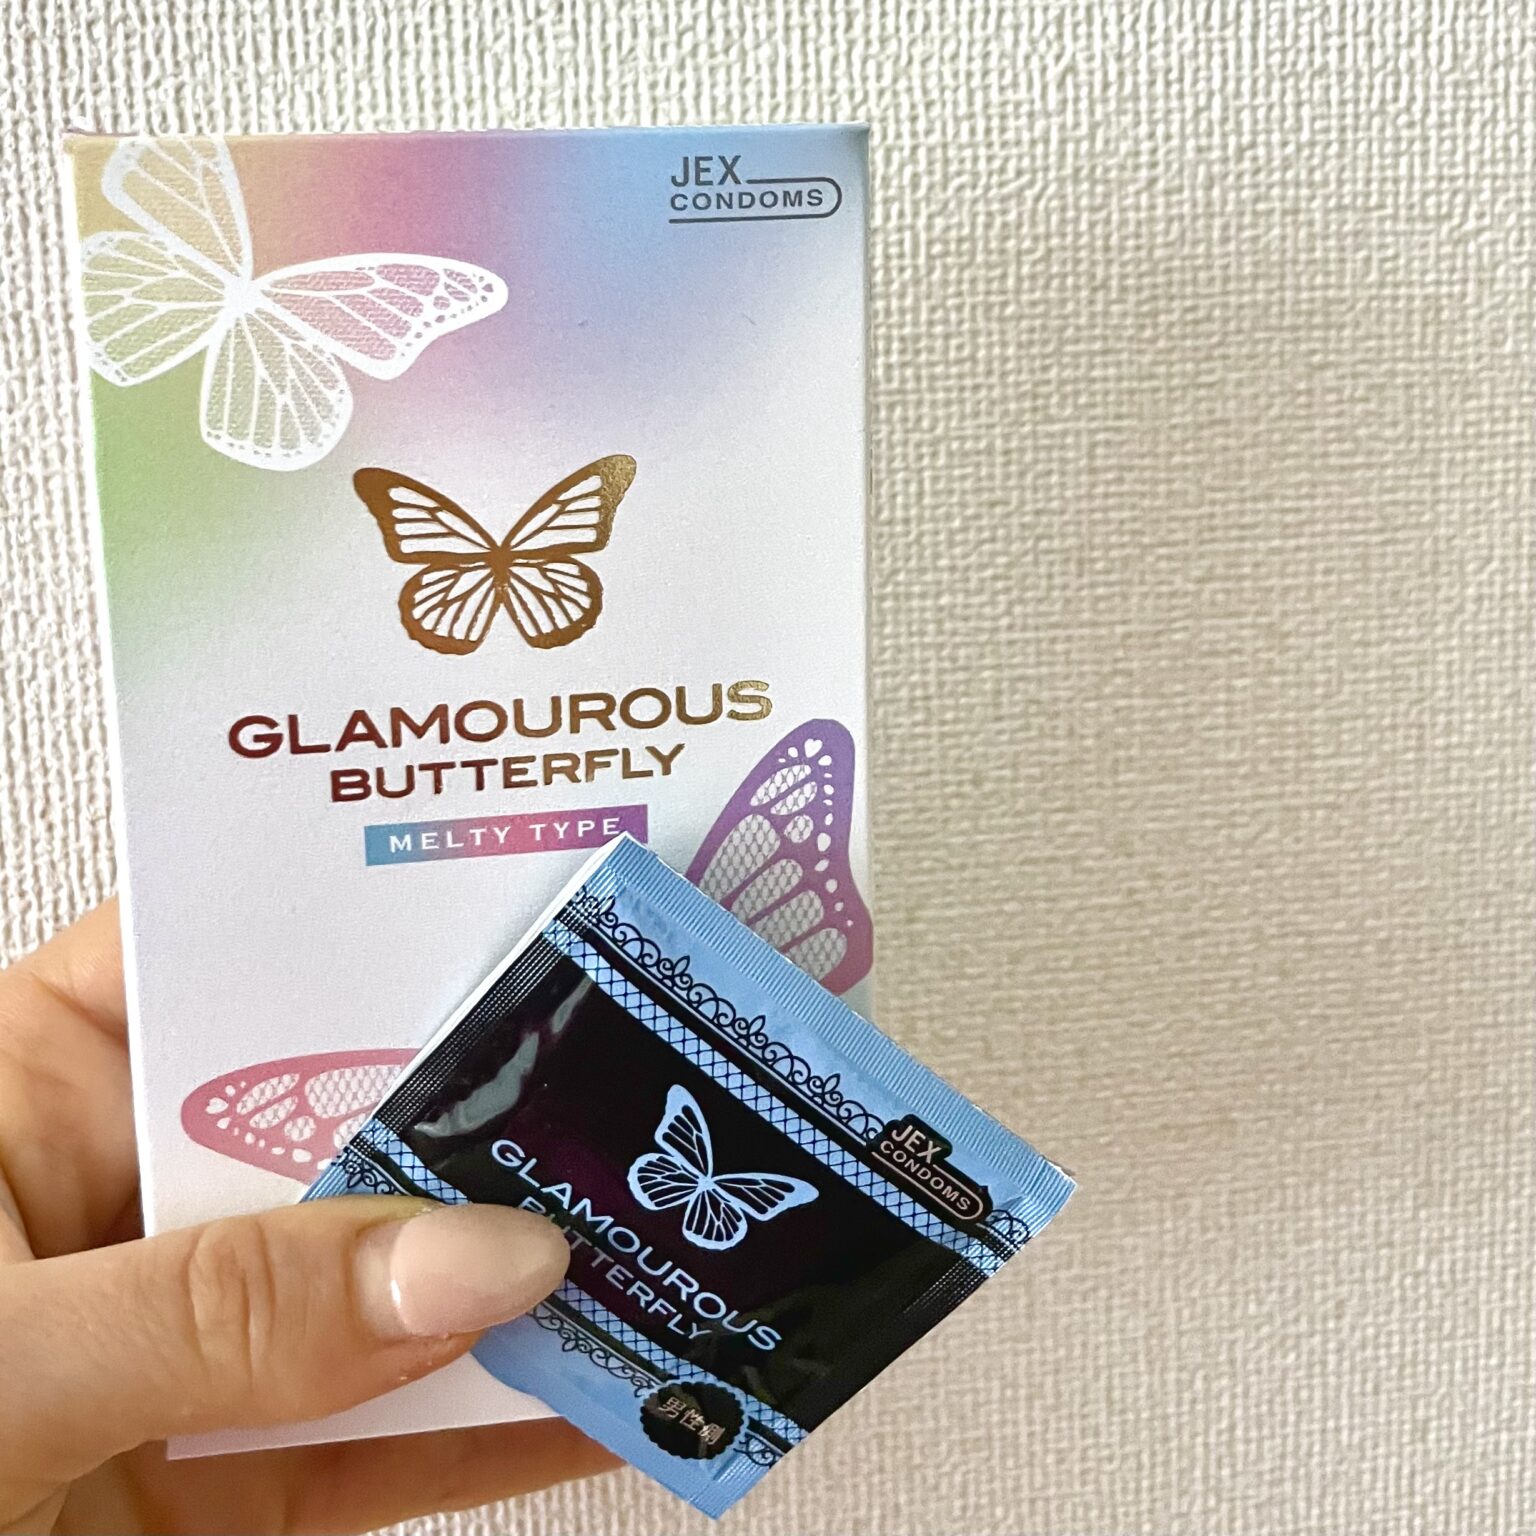 JEX
CONDOMS
GLAMOUROUS
BUTTERFLY
MELTY TYPE
JEX
CONDOMS
GLAMOUROUS
BUTTERFLY
男性側